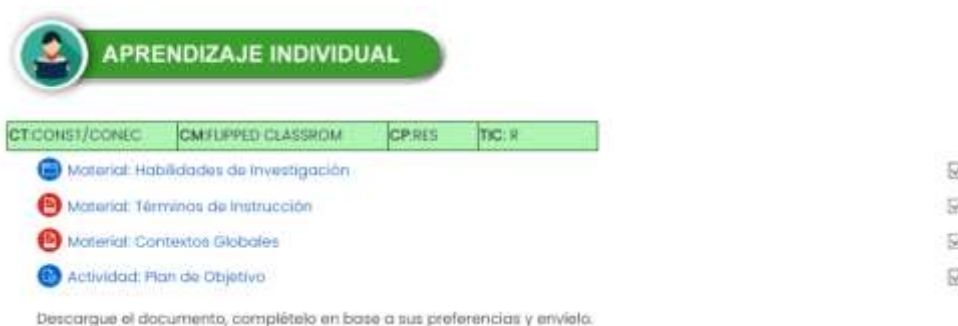 APRENDIZAJE INDIVIDUAL
CT:CONST/CONEC CM:FLIPPED CLASSROM CP:RES TIC: R
Material: Habilidades de Investigación
Material: Términos de Instrucción
Material: Contextos Globales
Actividad: Plan de Objetivo
Descargue el documento, complételo en base a sus preferencias y envíelo.